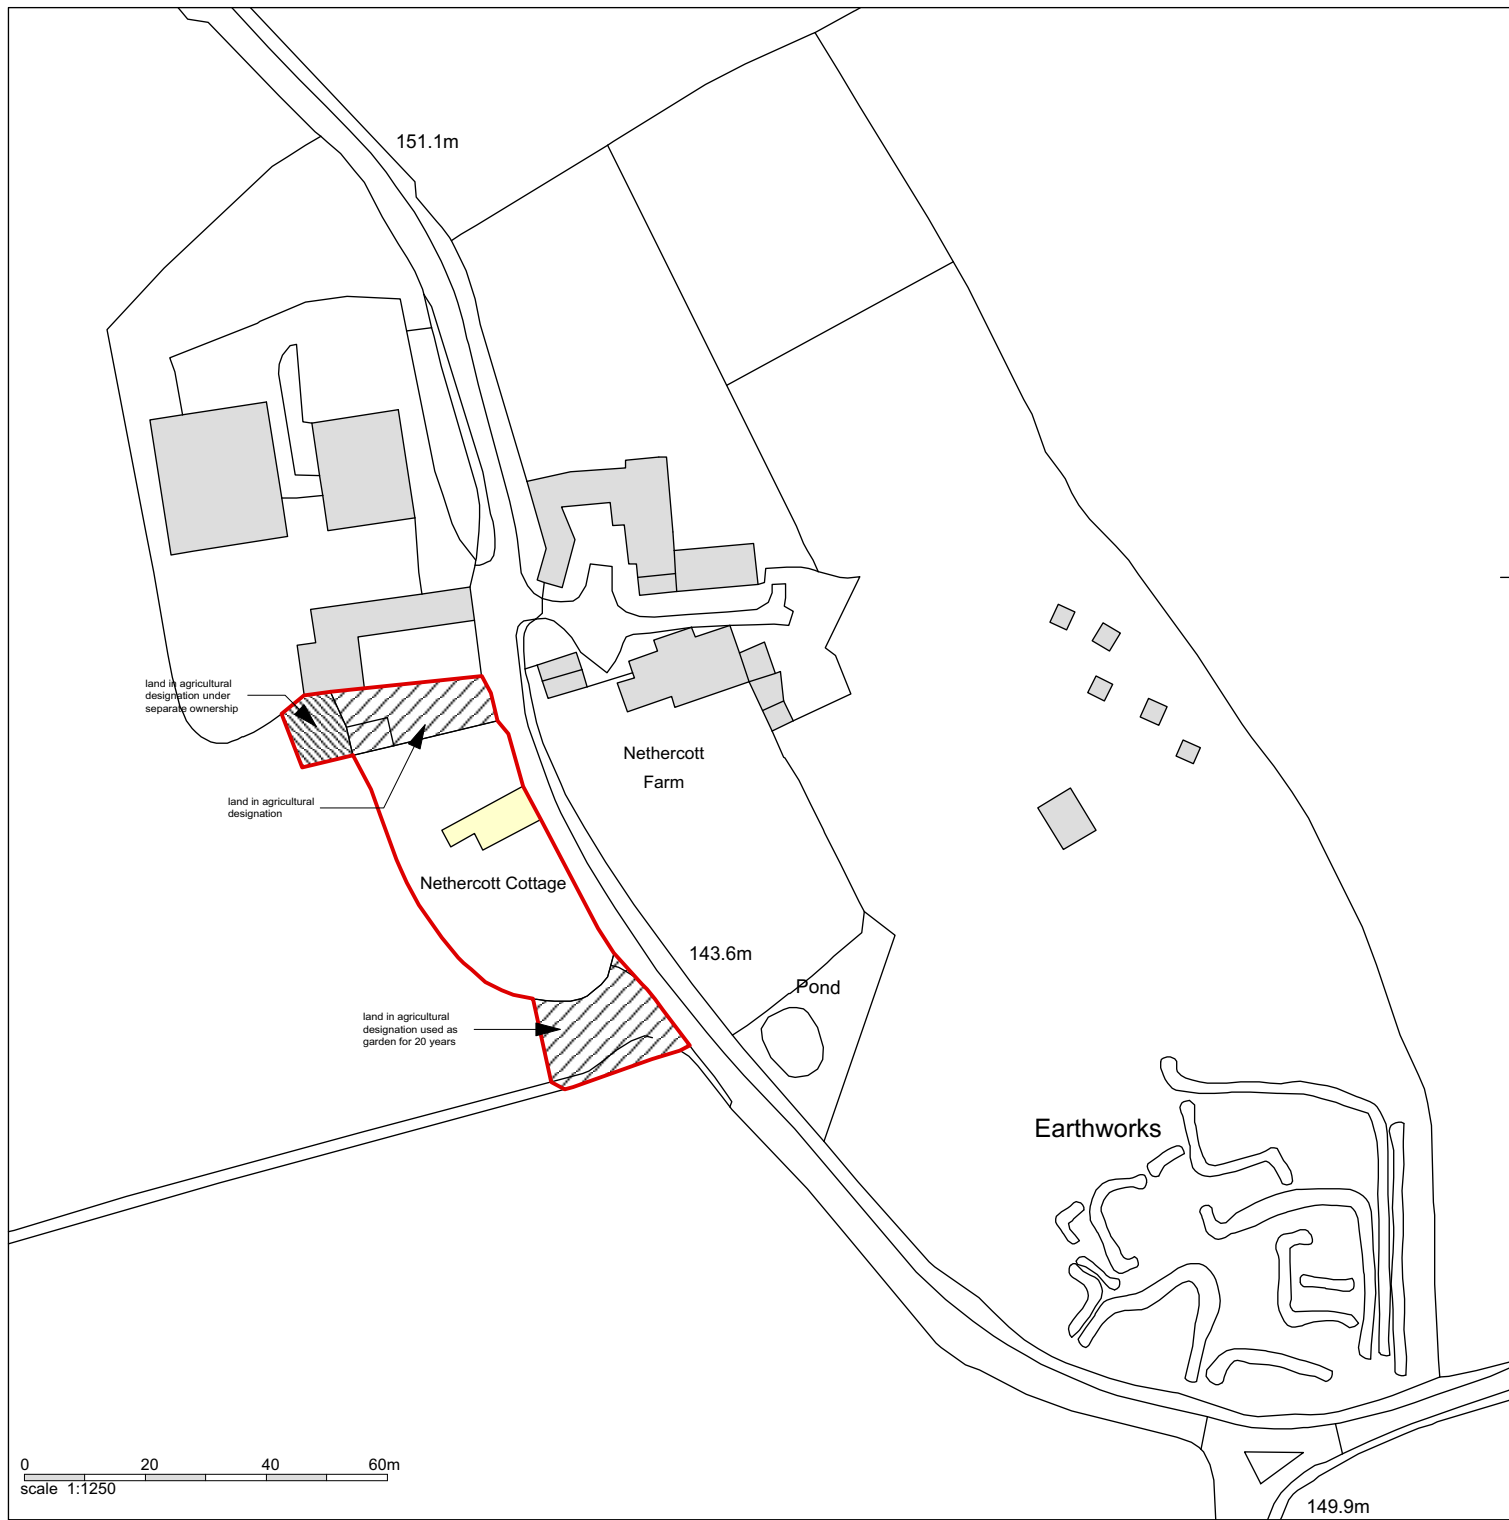 151.1m
land in agricultural
designation under
separate ownership
Nethercott
Farm
land in agricultural
designation
Nethercott Cottage
143.6m
Pond
land in agricultural
designation used as
garden for 20 years
Earthworks
0 20 40 60m
scale 1:1250
149.9m